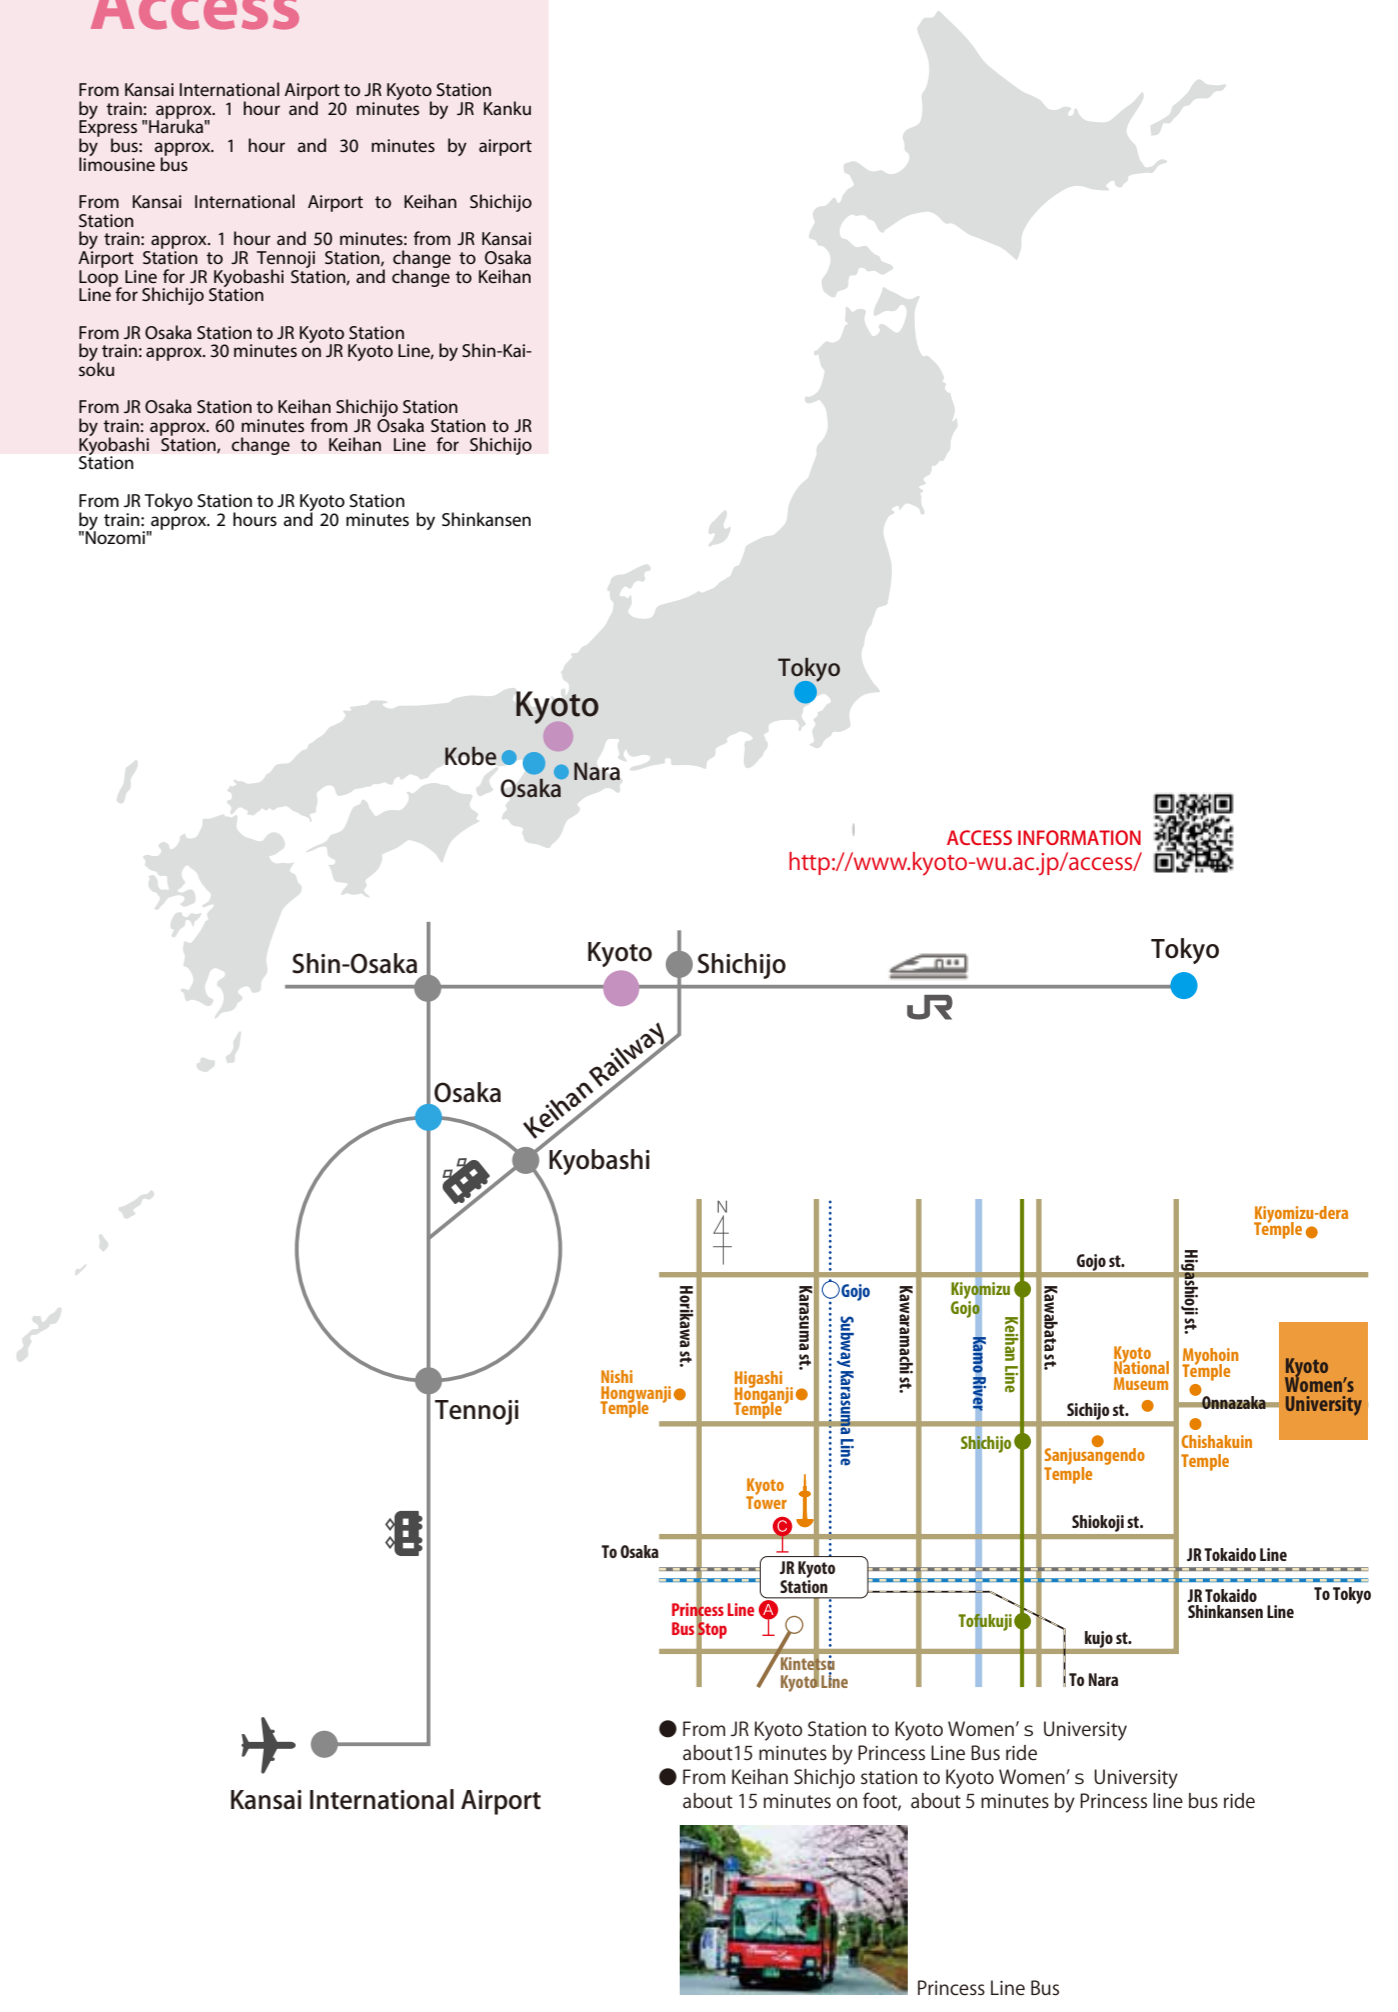 Access
From Kansai International Airport to JR Kyoto Station
by train: approx. 1 hour and 20 minutes by JR Kanku
Express "Haruka"
by bus: approx. 1 hour and 30 minutes by airport
limousine bus
From Kansai International Airport to Keihan Shichijo
Station
by train: approx. 1 hour and 50 minutes: from JR Kansai
Airport Station to JR Tennoji Station, change to Osaka
Loop Line for JR Kyobashi Station, and change to Keihan
Line for Shichijo Station
From JR Osaka Station to JR Kyoto Station
by train: approx. 30 minutes on JR Kyoto Line, by Shin-Kai-
soku
From JR Osaka Station to Keihan Shichijo Station
by train: approx. 60 minutes from JR Osaka Station to JR
Kyobashi Station, change to Keihan Line for Shichijo
Station
From JR Tokyo Station to JR Kyoto Station
by train: approx. 2 hours and 20 minutes by Shinkansen
"Nozomi"
Tokyo
Kyoto
Kobe
Nara
Osaka
ACCESS INFORMATION
http://www.kyoto-wu.ac.jp/access/
Shin-Osaka
Kyoto
Shichijo
Tokyo
JR
Keihan Railway
Osaka
Kyobashi
Tennoji
Kansai International Airport
N
Kiyomizu-dera
Temple
Gojo st.
Higashioji st.
Horikawa st.
Karasuma st.
Gojo
Subway Karasuma Line
Kawaramachi st.
Kiyomizu
Gojo
Kamo River
Keihan Line
Kawabata st.
Kyoto
National
Museum
Myohoin
Temple
Kyoto
Women's
University
Nishi
Hongwanji
Temple
Higashi
Honganji
Temple
Sichijo st.
Onnazaka
Shichijo
Sanjusangendo
Temple
Chishakuin
Temple
Kyoto
Tower
C
Shiokoji st.
To Osaka
JR Kyoto
Station
JR Tokaido Line
JR Tokaido
Shinkansen Line
To Tokyo
Princess Line
Bus Stop
A
Tofukuji
kujo st.
Kintetsu
Kyoto Line
To Nara
● From JR Kyoto Station to Kyoto Women's University
about15 minutes by Princess Line Bus ride
● From Keihan Shichjo station to Kyoto Women's University
about 15 minutes on foot, about 5 minutes by Princess line bus ride
Princess Line Bus